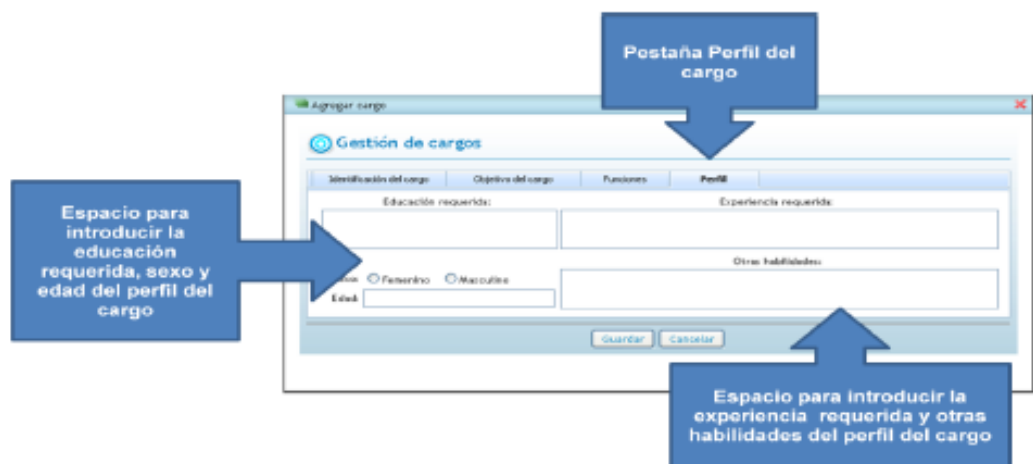 Pestaña Perfil del
cargo
Agregar cargo
Gestión de cargos
Identificación del cargo Objetivo del cargo Funciones Perfil
Educación requerida: Experiencia requerida:
Espacio para
introducir la
educación
requerida, sexo y
edad del perfil del
cargo
Otras habilidades:
Femenino Masculino
Edad:
Guardar Cancelar
Espacio para introducir la
experiencia requerida y otras
habilidades del perfil del cargo